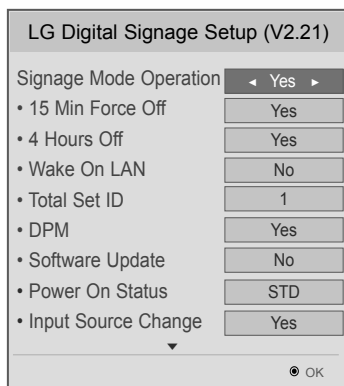 LG Digital Signage Setup (V2.21)
Signage Mode Operation ◄ Yes ►
• 15 Min Force Off Yes
• 4 Hours Off Yes
• Wake On LAN No
• Total Set ID 1
• DPM Yes
• Software Update No
• Power On Status STD
• Input Source Change Yes
▼
◉ OK